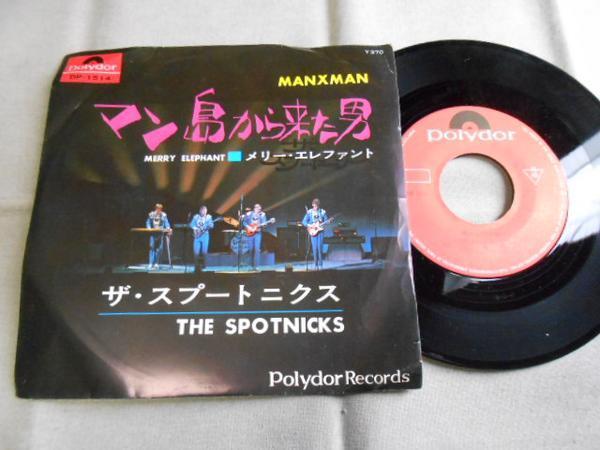 Polydor
DP-1514
¥370
MANXMAN
マン島から来た男
MERRY ELEPHANT ■ メリー・エレファント
ザ・スプートニクス
THE SPOTNICKS
Polydor Records
Polydor